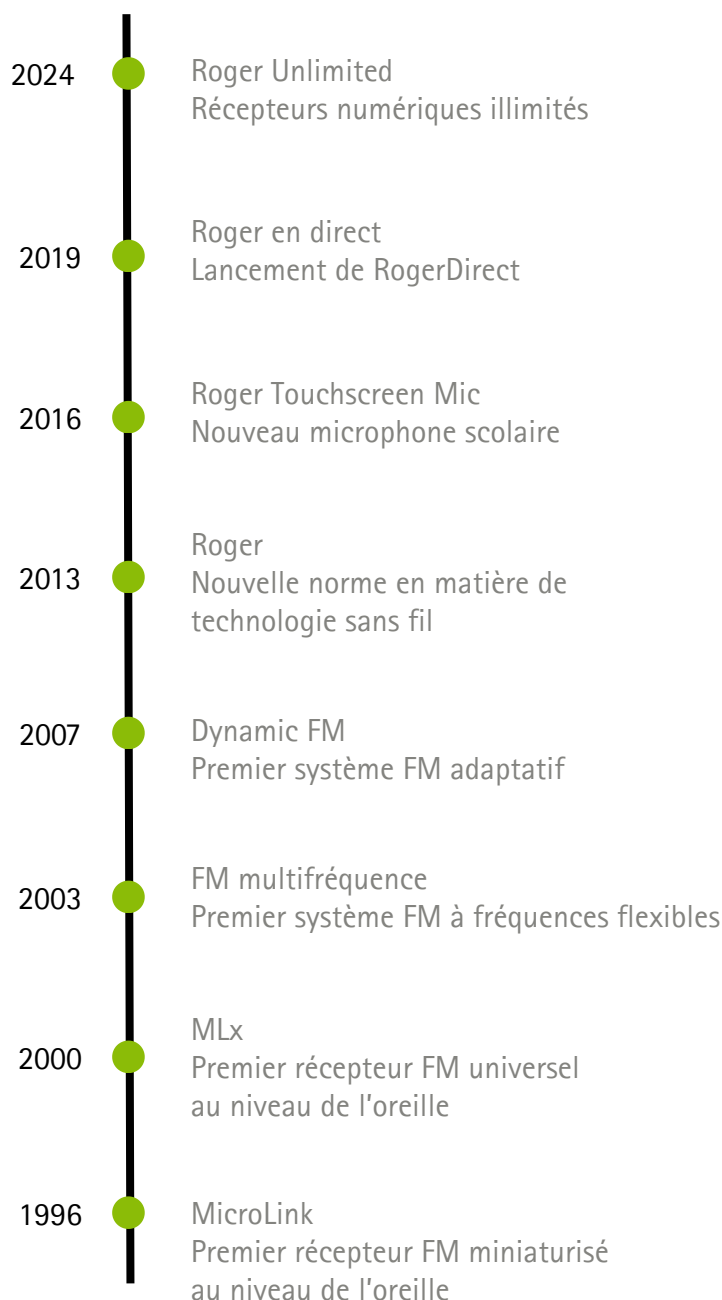 2024
Roger Unlimited
Récepteurs numériques illimités
2019
Roger en direct
Lancement de RogerDirect
2016
Roger Touchscreen Mic
Nouveau microphone scolaire
2013
Roger
Nouvelle norme en matière de
technologie sans fil
2007
Dynamic FM
Premier système FM adaptatif
2003
FM multifréquence
Premier système FM à fréquences flexibles
2000
MLx
Premier récepteur FM universel
au niveau de l'oreille
1996
MicroLink
Premier récepteur FM miniaturisé
au niveau de l'oreille